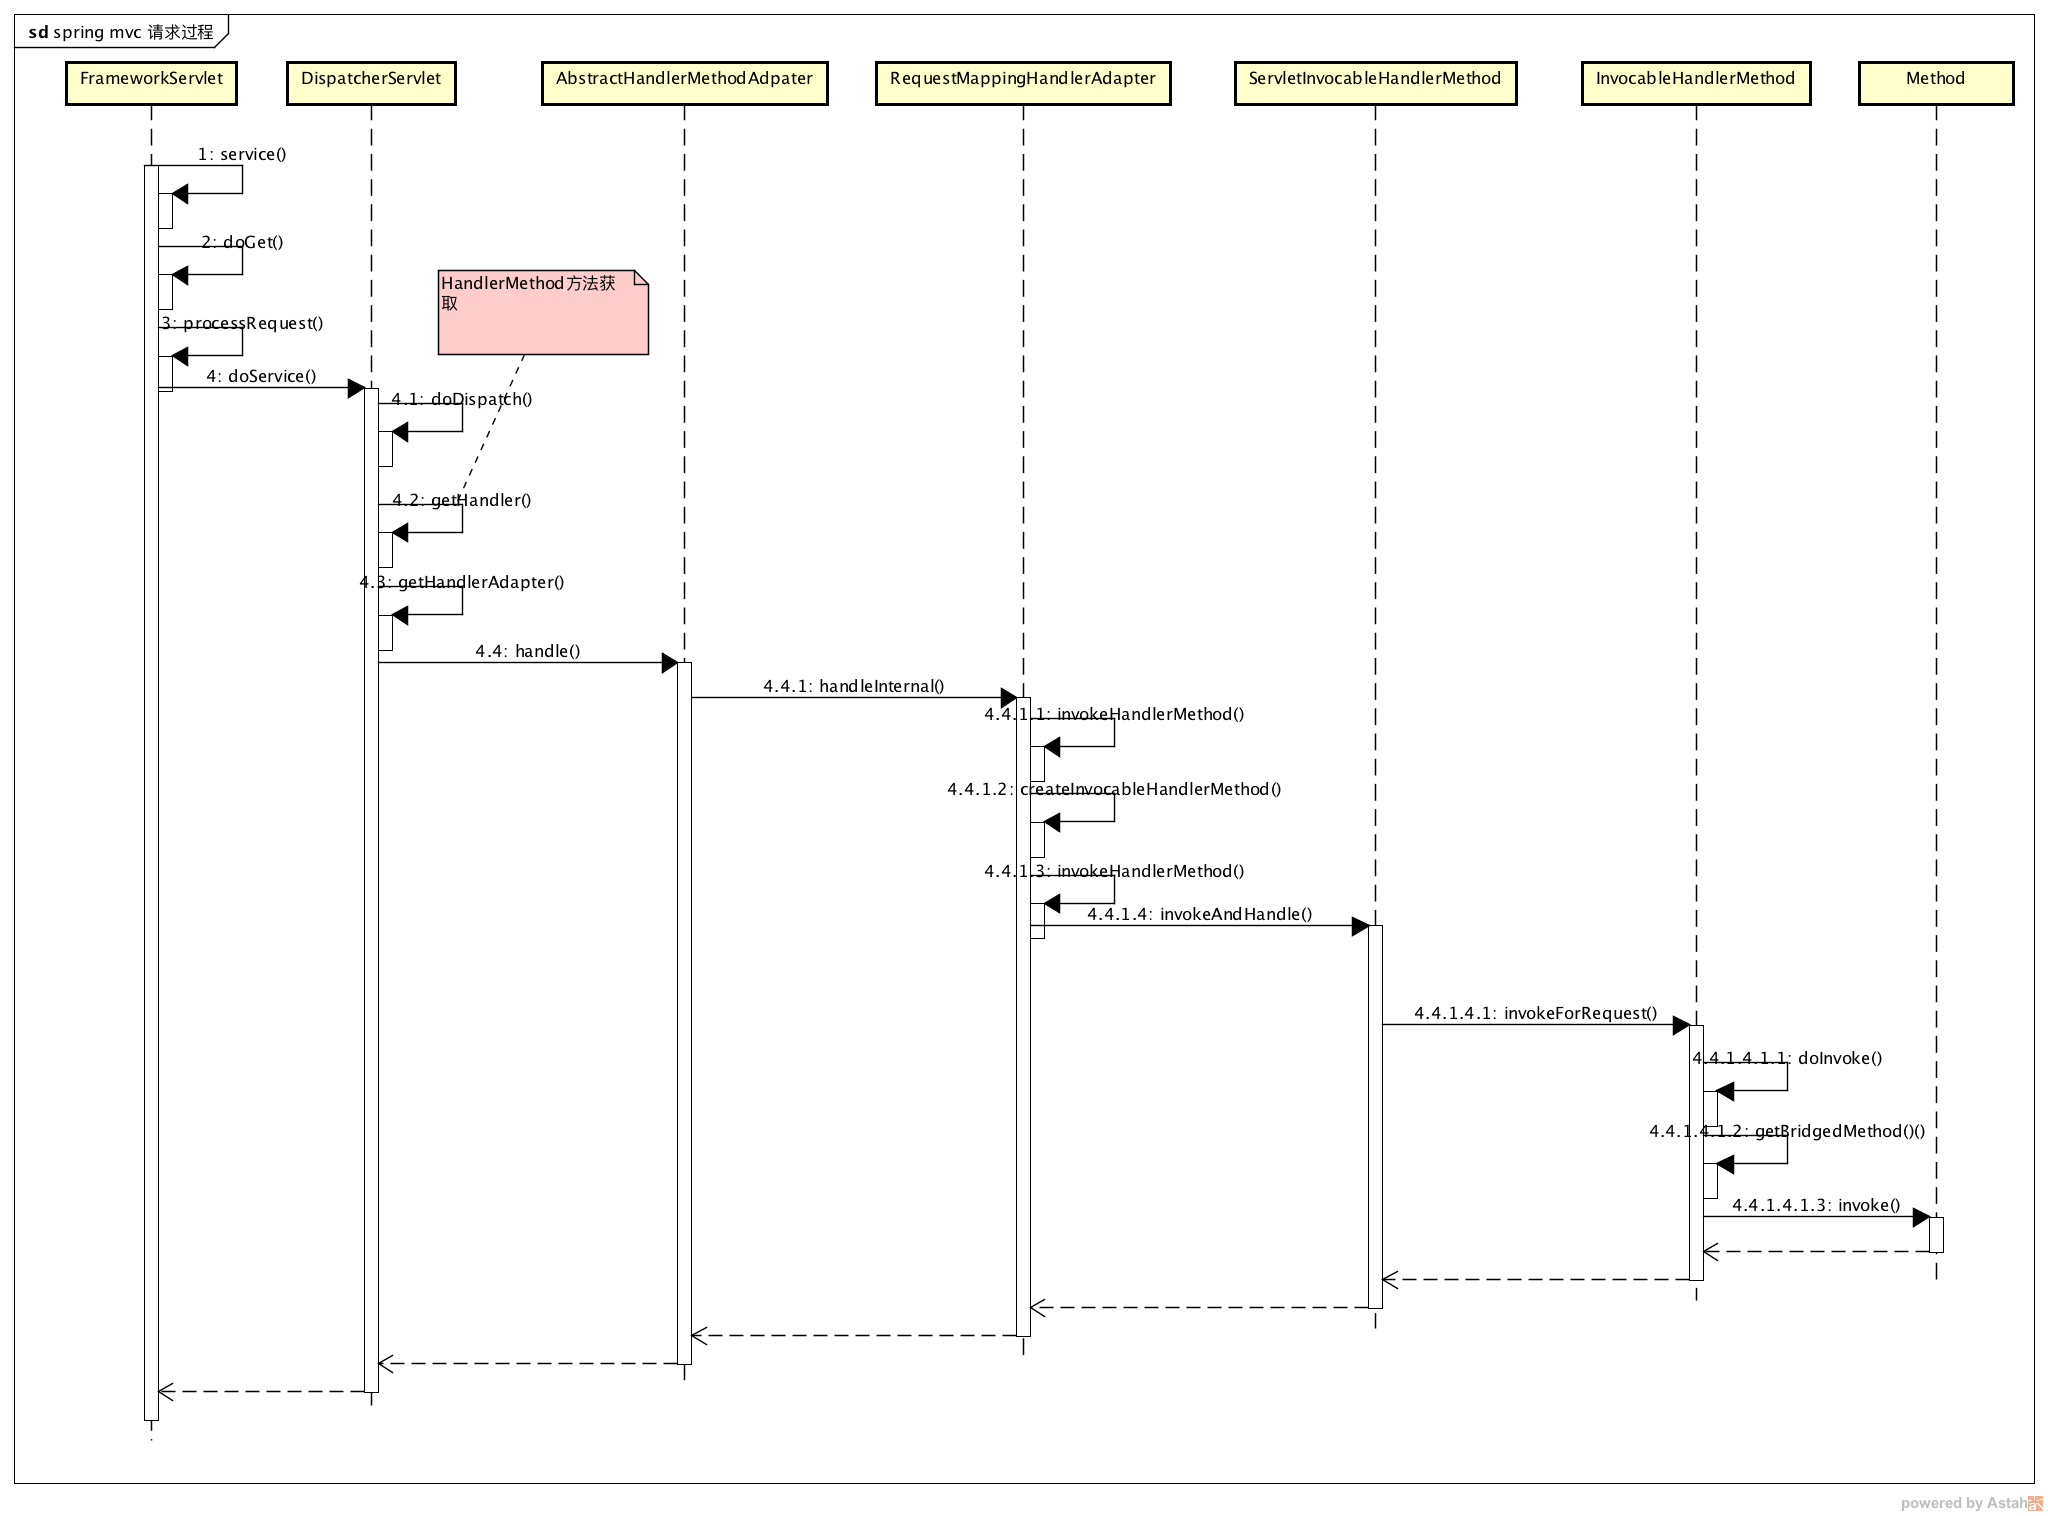 sd spring mvc 请求过程
FrameworkServlet
DispatcherServlet
AbstractHandlerMethodAdpater
RequestMappingHandlerAdapter
ServletInvocableHandlerMethod
InvocableHandlerMethod
Method
1: service()
2: doGet()
HandlerMethod方法获
取
3: processRequest()
4: doService()
4.1: doDispatch()
4.2: getHandler()
4.3: getHandlerAdapter()
4.4: handle()
4.4.1: handleInternal()
4.4.1.1: invokeHandlerMethod()
4.4.1.2: createInvocableHandlerMethod()
4.4.1.3: invokeHandlerMethod()
4.4.1.4: invokeAndHandle()
4.4.1.4.1: invokeForRequest()
4.4.1.4.1.1: doInvoke()
4.4.1.4.1.2: getBridgedMethod()()
4.4.1.4.1.3: invoke()
powered by Astah